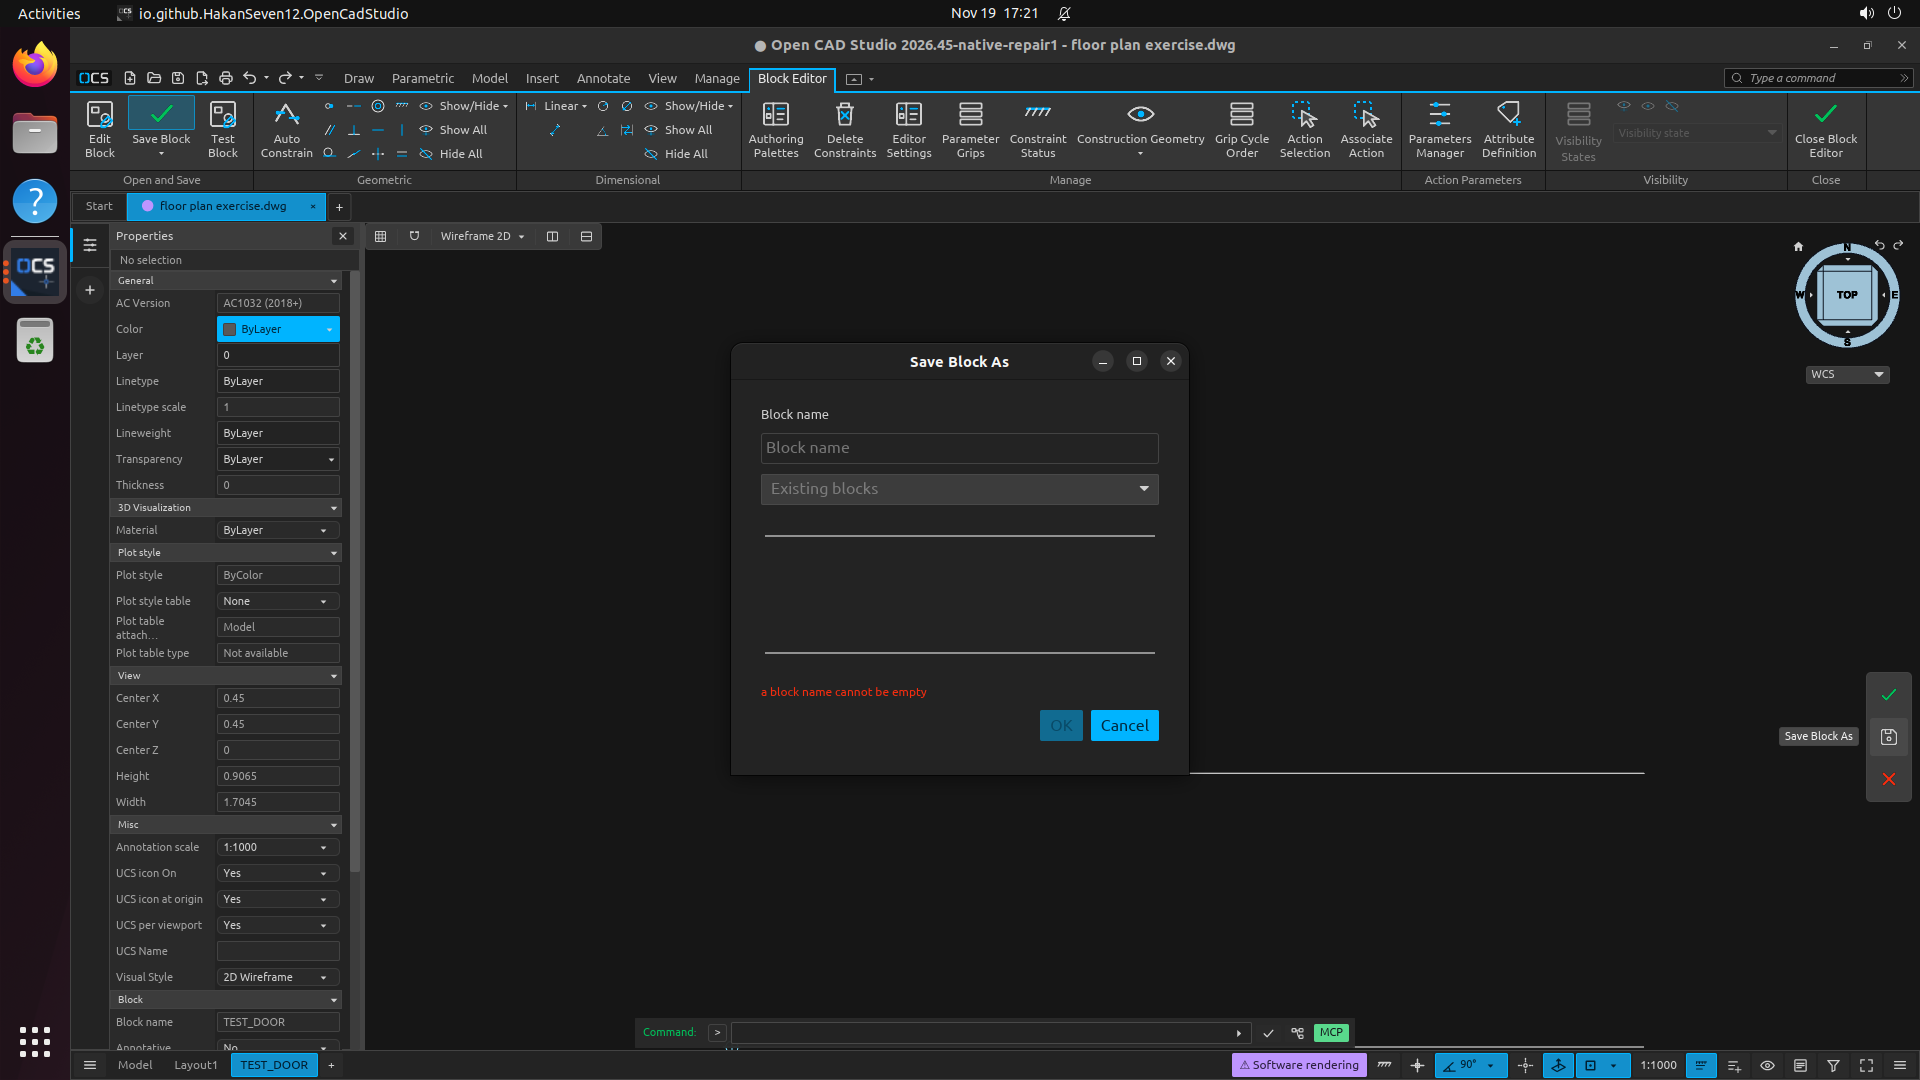 Activities
io.github.HakanSeven12.OpenCadStudio
Nov 19 17:21
Open CAD Studio 2026.45-native-repair1 - floor plan exercise.dwg
OCS
Draw
Parametric
Model
Insert
Annotate
View
Manage
Block Editor
Type a command
Edit Block
Save Block
Test Block
Open and Save
Auto Constrain
Show/Hide
Show All
Hide All
Geometric
Linear
Show/Hide
Show All
Hide All
Dimensional
Authoring Palettes
Delete Constraints
Editor Settings
Parameter Grips
Constraint Status
Construction Geometry
Grip Cycle Order
Action Selection
Associate Action
Manage
Parameters Manager
Attribute Definition
Action Parameters
Visibility States
Visibility state
Visibility
Close Block Editor
Close
Start
floor plan exercise.dwg
Properties
No selection
Wireframe 2D
General
AC Version AC1032 (2018+)
Color ByLayer
Layer 0
Linetype ByLayer
Linetype scale 1
Lineweight ByLayer
Transparency ByLayer
Thickness 0
3D Visualization
Material ByLayer
Plot style
Plot style ByColor
Plot style table None
Plot table attach... Model
Plot table type Not available
View
Center X 0.45
Center Y 0.45
Center Z 0
Height 0.9065
Width 1.7045
Misc
Annotation scale 1:1000
UCS icon On Yes
UCS icon at origin Yes
UCS per viewport Yes
UCS Name
Visual Style 2D Wireframe
Block
Block name TEST_DOOR
Annotative No
Save Block As
Block name
Block name
Existing blocks
a block name cannot be empty
OK
Cancel
N
W
TOP
E
S
WCS
Save Block As
Command:
>
MCP
Model
Layout1
TEST_DOOR
+
Software rendering
90°
1:1000